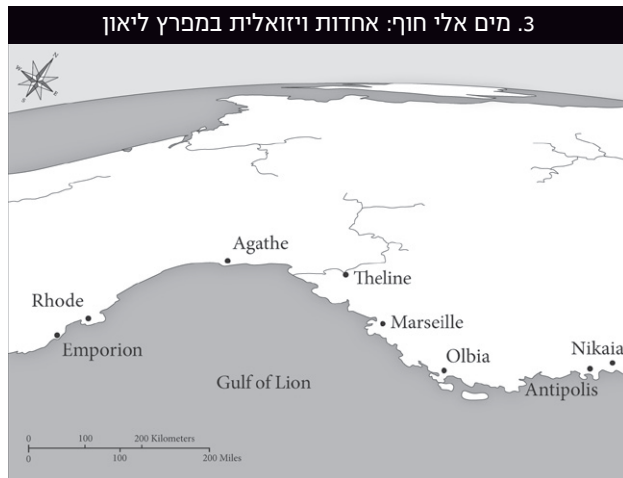 3. מים אלי חוף: אחדות ויזואלית במפרץ ליאון
N
E
S
W
Agathe
Theline
Rhode
Marseille
Emporion
Olbia
Nikaia
Gulf of Lion
Antipolis
0 100 200 Kilometers
0 100 200 Miles